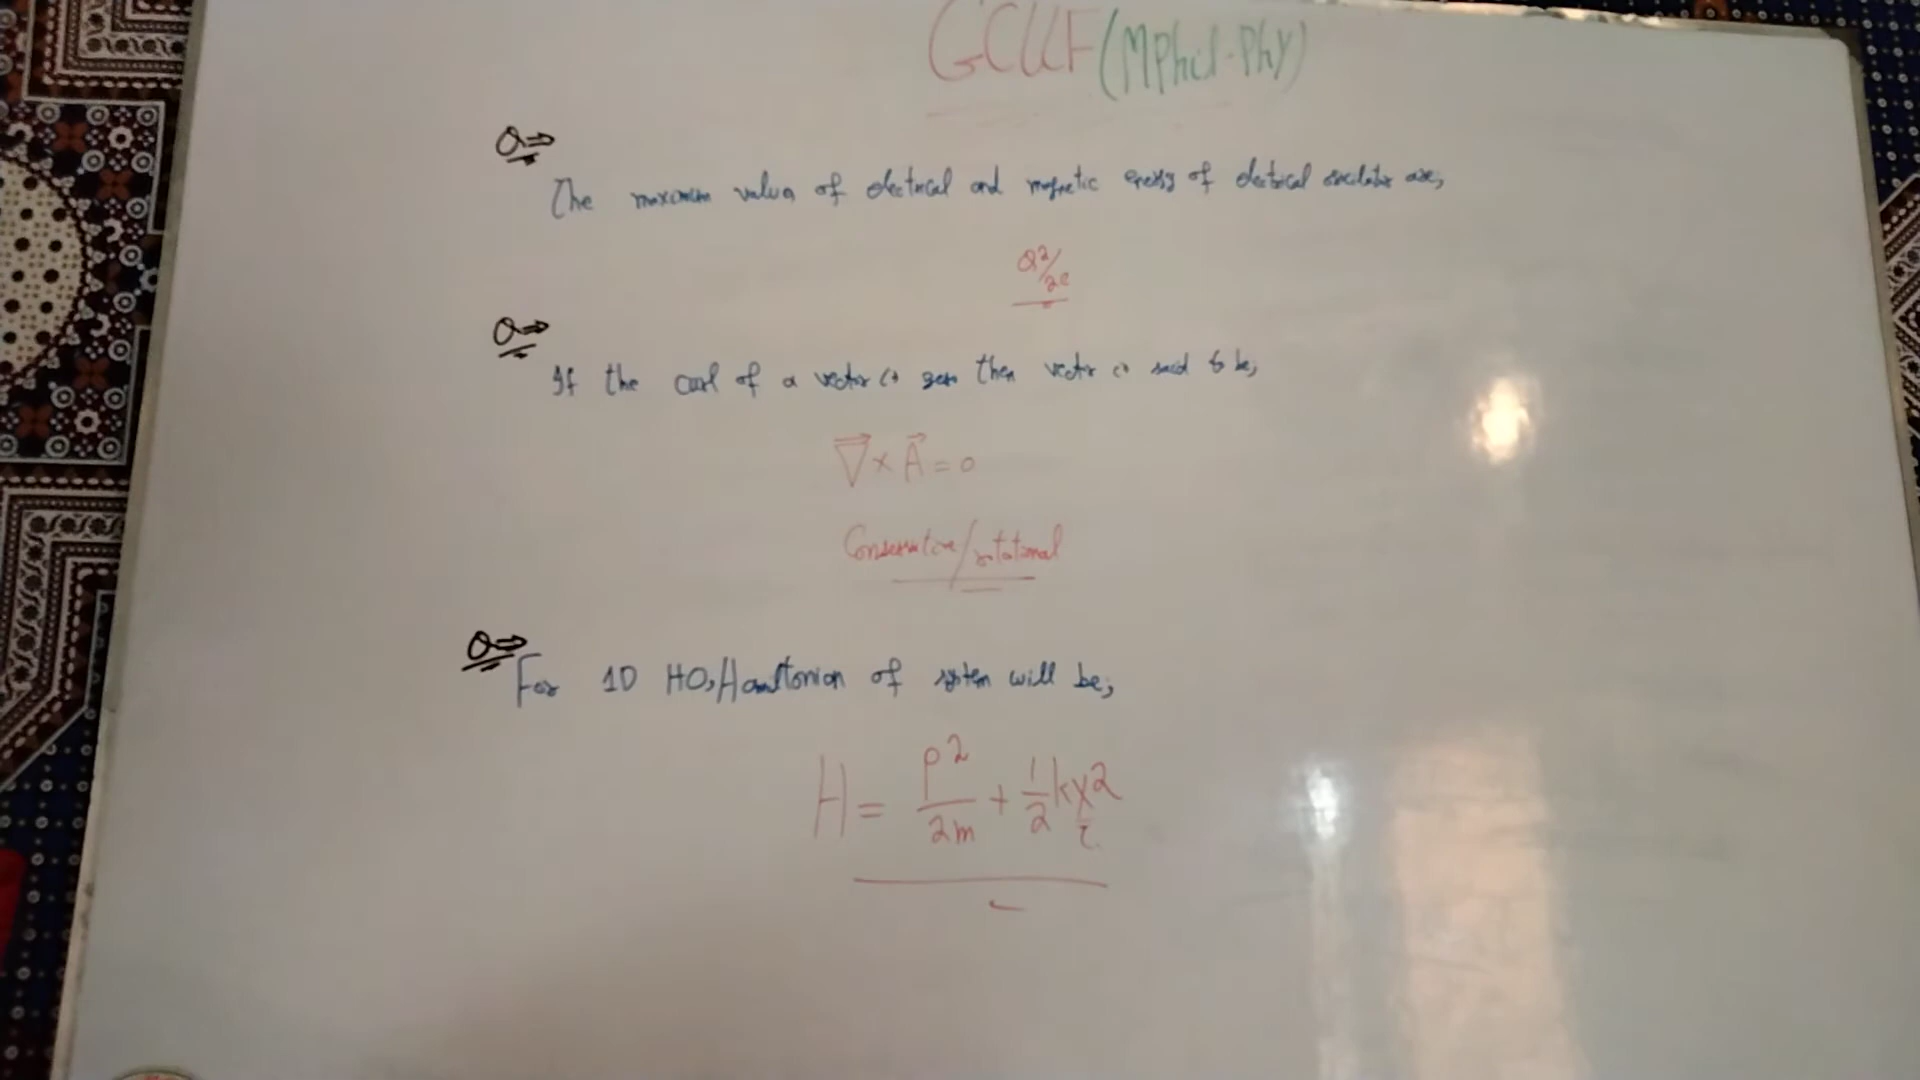 GCUF (MPhil-Phy)
Q⇒
The maximum value of electrical and magnetic energy of electrical oscilator are;
Q²/2c
Q⇒
If the curl of a vector is zero then vector is said to be;
∇⃗ × A⃗ = 0
Conservative/rotational
Q⇒
For 1D HO, Hamiltonian of system will be;
H = P²/2m + 1/2 kx²